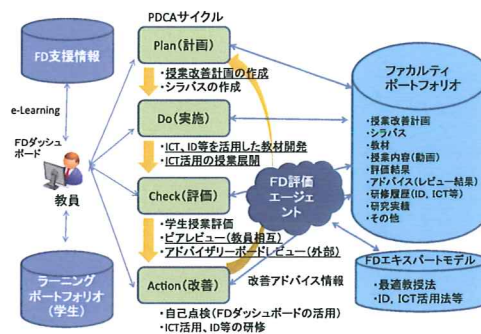 PDCAサイクル
FD支援情報
Plan(計画)
・授業改善計画の作成
・シラバスの作成
e-Learning
FDダッシュ
ボード
教員
Do(実施)
・ICT、ID等を活用した教材開発
・ICT活用の授業展開
Check(評価)
・学生授業評価
・ピアレビュー(教員相互)
・アドバイザリーボードレビュー(外部)
FD評価
エージェ
ント
ラーニング
ポートフォリオ
(学生)
Action(改善)
改善アドバイス情報
・自己点検(FDダッシュボードの活用)
・ICT活用、ID等の研修
ファカルティ
ポートフォリオ
・授業改善計画
・シラバス
・教材
・授業内容(動画)
・評価結果
・アドバイス(レビュー結果)
・研修履歴(ID、ICT等)
・研究実績
・その他
FDエキスパートモデル
・最適教授法
・ID、ICT活用法等